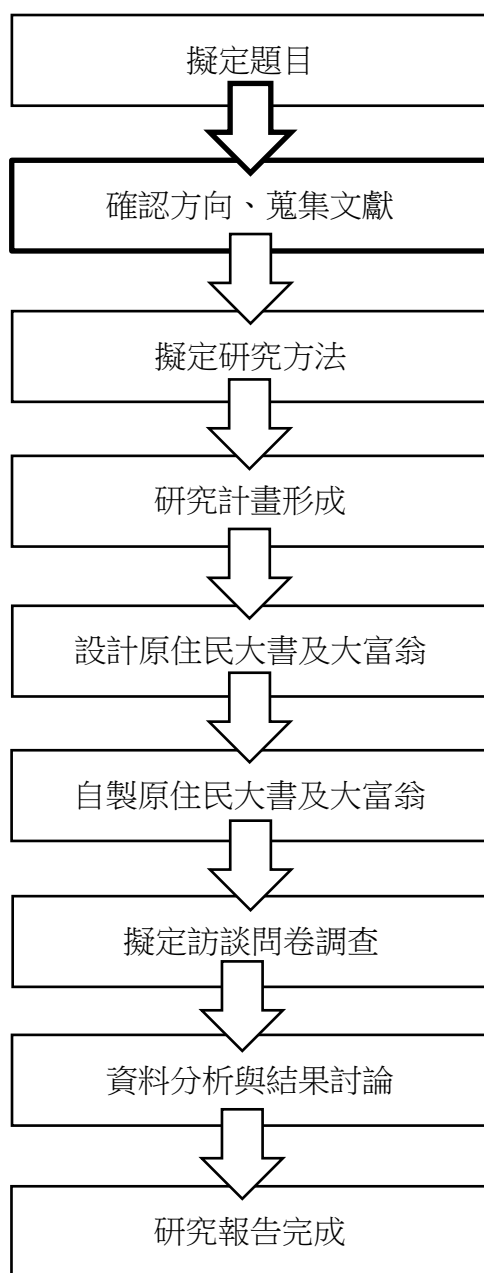 擬定題目
確認方向、蒐集文獻
擬定研究方法
研究計畫形成
設計原住民大書及大富翁
自製原住民大書及大富翁
擬定訪談問卷調查
資料分析與結果討論
研究報告完成